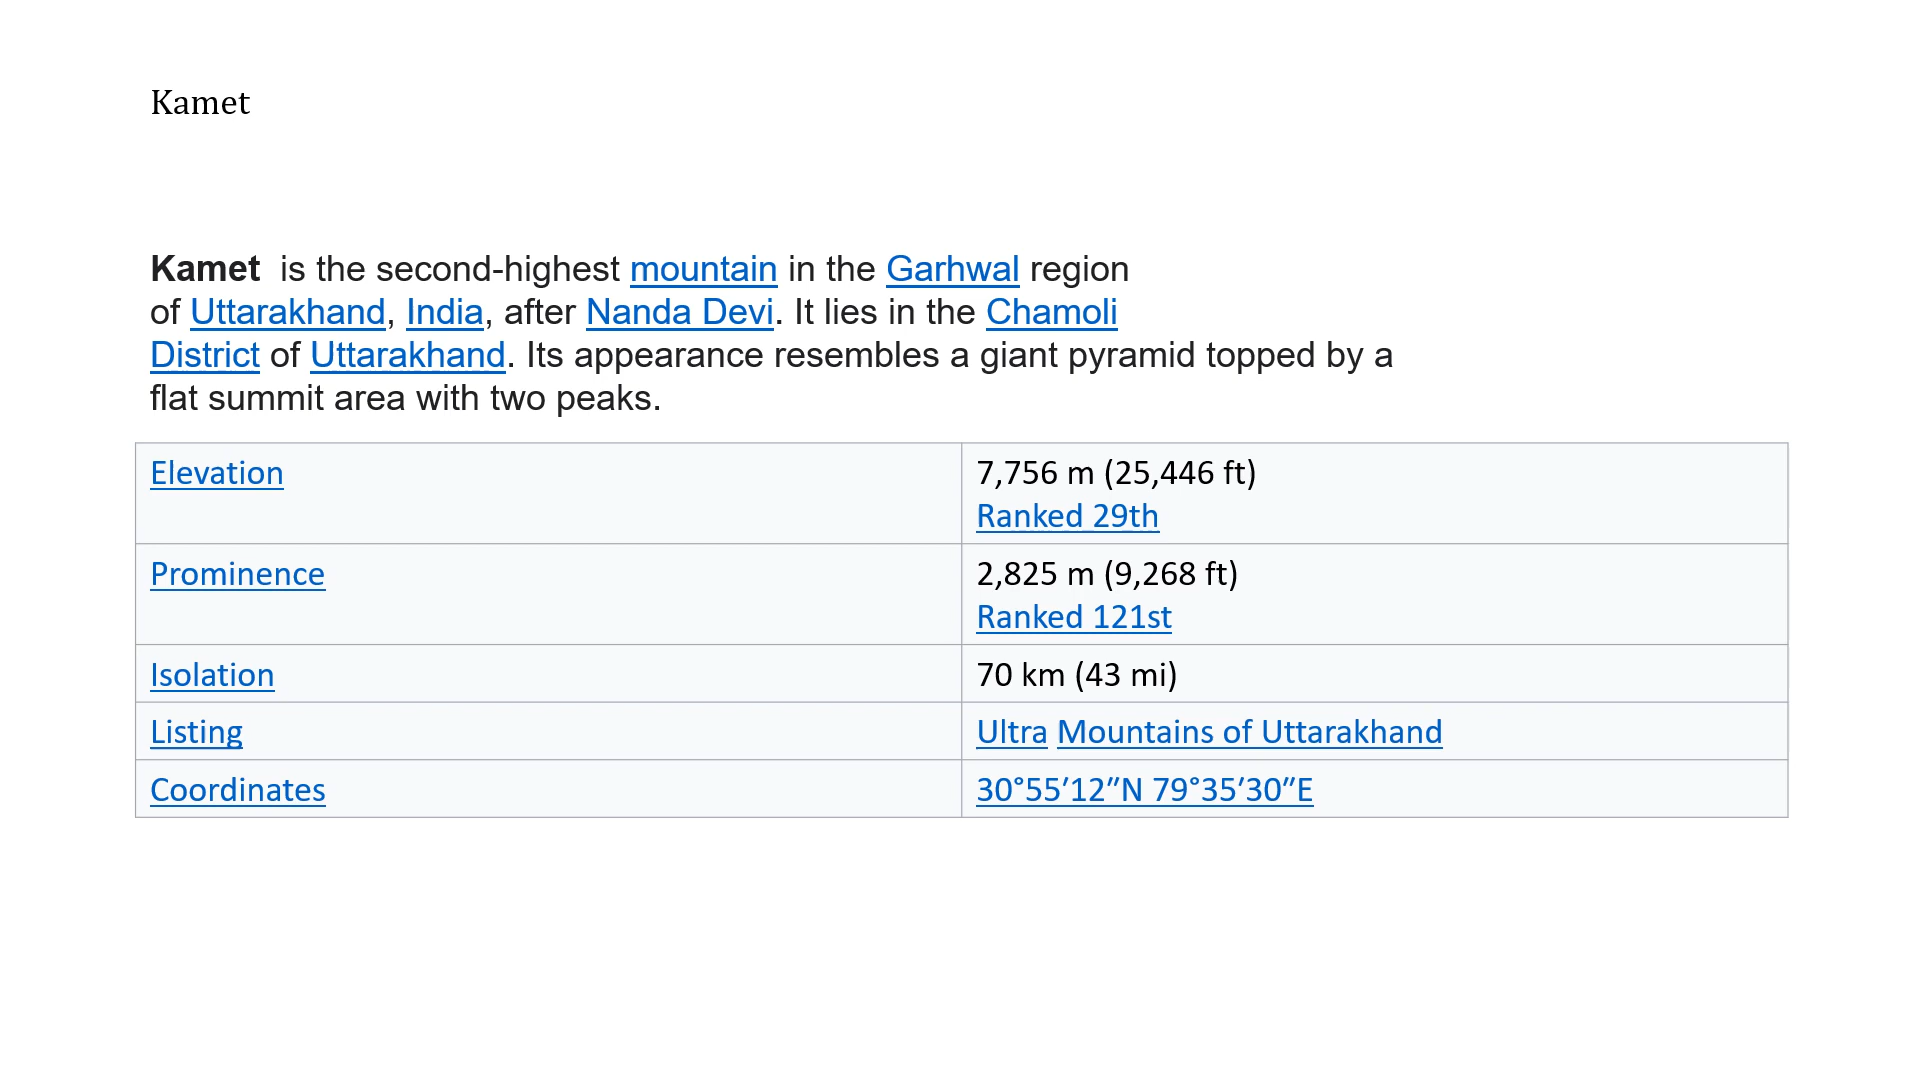 Kamet
Kamet is the second-highest mountain in the Garhwal region
of Uttarakhand, India, after Nanda Devi. It lies in the Chamoli
District of Uttarakhand. Its appearance resembles a giant pyramid topped by a
flat summit area with two peaks.
Elevation
7,756 m (25,446 ft)
Ranked 29th
Prominence
2,825 m (9,268 ft)
Ranked 121st
Isolation
70 km (43 mi)
Listing
Ultra Mountains of Uttarakhand
Coordinates
30°55′12″N 79°35′30″E